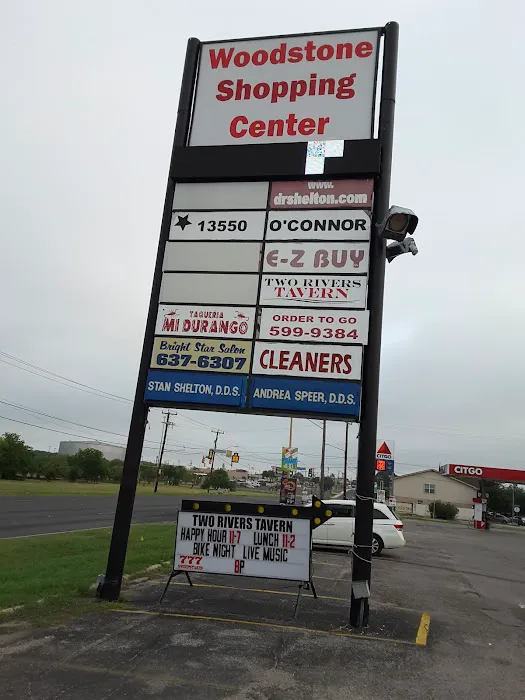 Woodstone
Shopping
Center
www.
drshelton.com
13550
O'CONNOR
E-Z BUY
TWO RIVERS
TAVERN
TAQUERIA
MI DURANGO
ORDER TO GO
599-9384
Bright Star Salon
637-6307
CLEANERS
STAN SHELTON, D.D.S.
ANDREA SPEER, D.D.S.
CITGO
CITGO
TWO RIVERS TAVERN
HAPPY HOUR 11-7 LUNCH 11-2
BIKE NIGHT LIVE MUSIC
8P
777